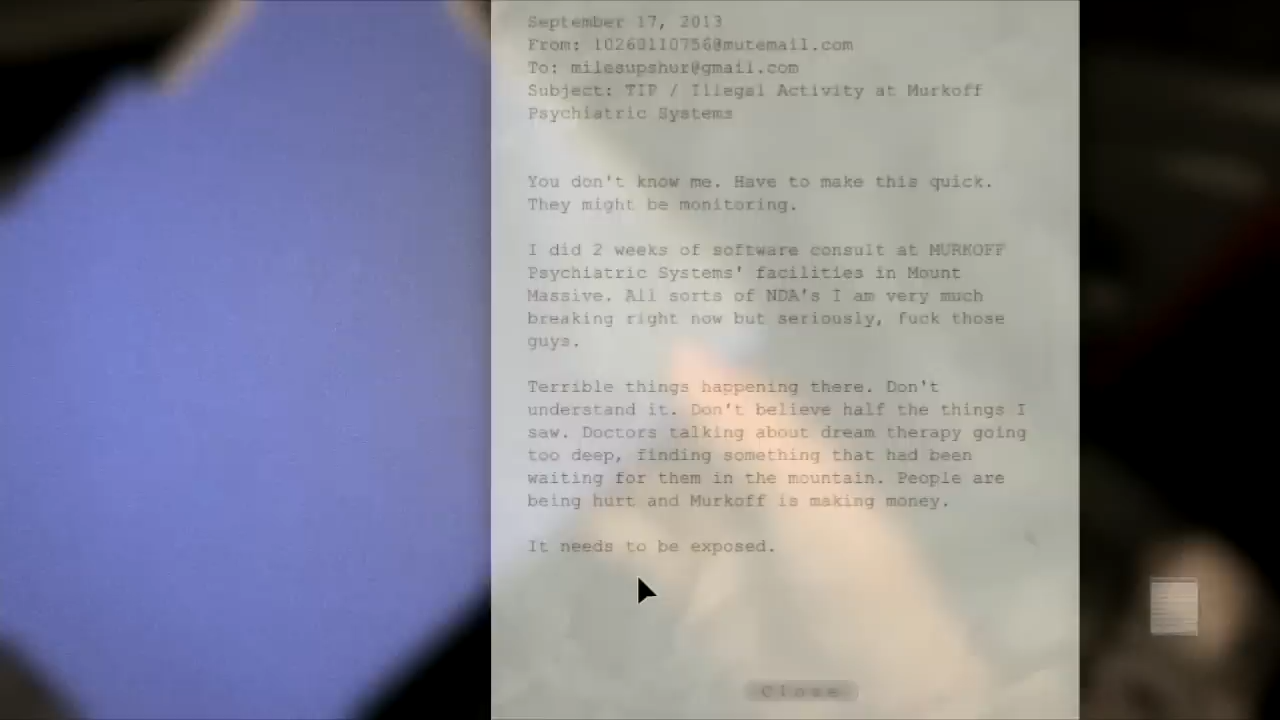 September 17, 2013
From: 10260110756@mutemail.com
To: milesupshur@gmail.com
Subject: TIP / Illegal Activity at Murkoff
Psychiatric Systems
You don't know me. Have to make this quick.
They might be monitoring.
I did 2 weeks of software consult at MURKOFF
Psychiatric Systems' facilities in Mount
Massive. All sorts of NDA's I am very much
breaking right now but seriously, fuck those
guys.
Terrible things happening there. Don't
understand it. Don't believe half the things I
saw. Doctors talking about dream therapy going
too deep, finding something that had been
waiting for them in the mountain. People are
being hurt and Murkoff is making money.
It needs to be exposed.
Close